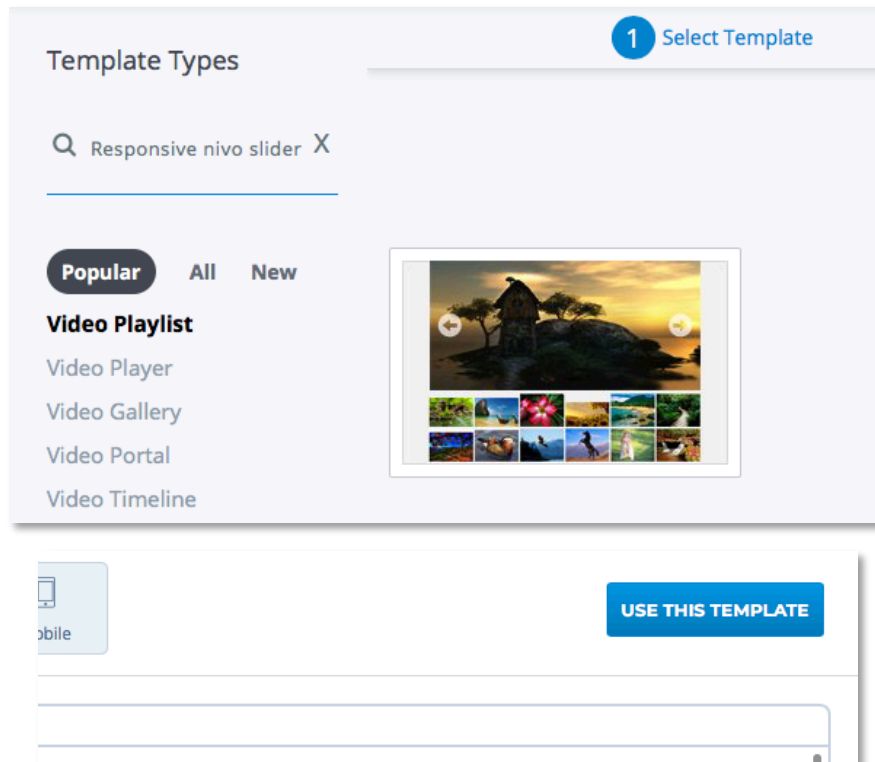 Template Types
1 Select Template
Responsive nivo slider X
Popular All New
Video Playlist
Video Player
Video Gallery
Video Portal
Video Timeline
obile
USE THIS TEMPLATE